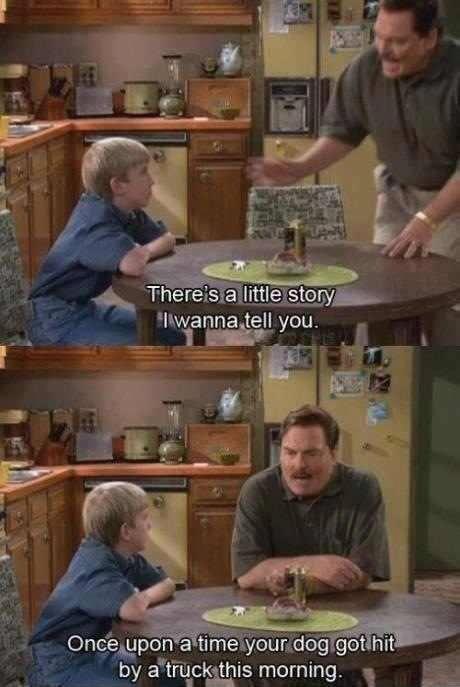 There's a little story
I wanna tell you.
Once upon a time your dog got hit
by a truck this morning.